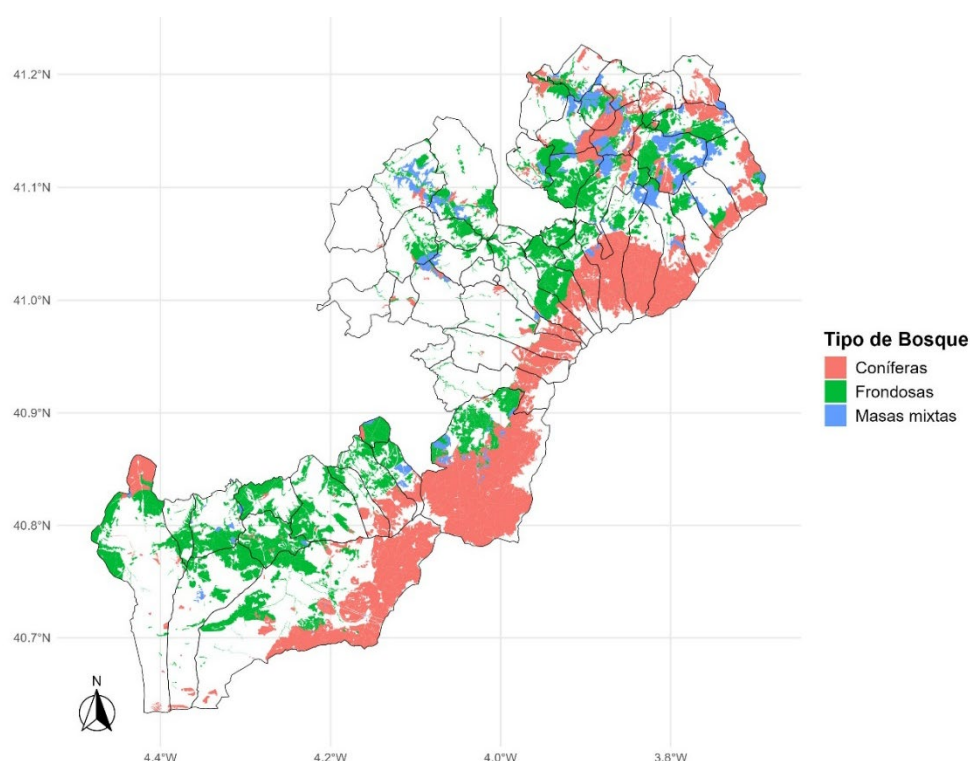 41.2°N
41.1°N
41.0°N
40.9°N
40.8°N
40.7°N
Tipo de Bosque
Coníferas
Frondosas
Masas mixtas
N
4.4°W
4.2°W
4.0°W
3.8°W